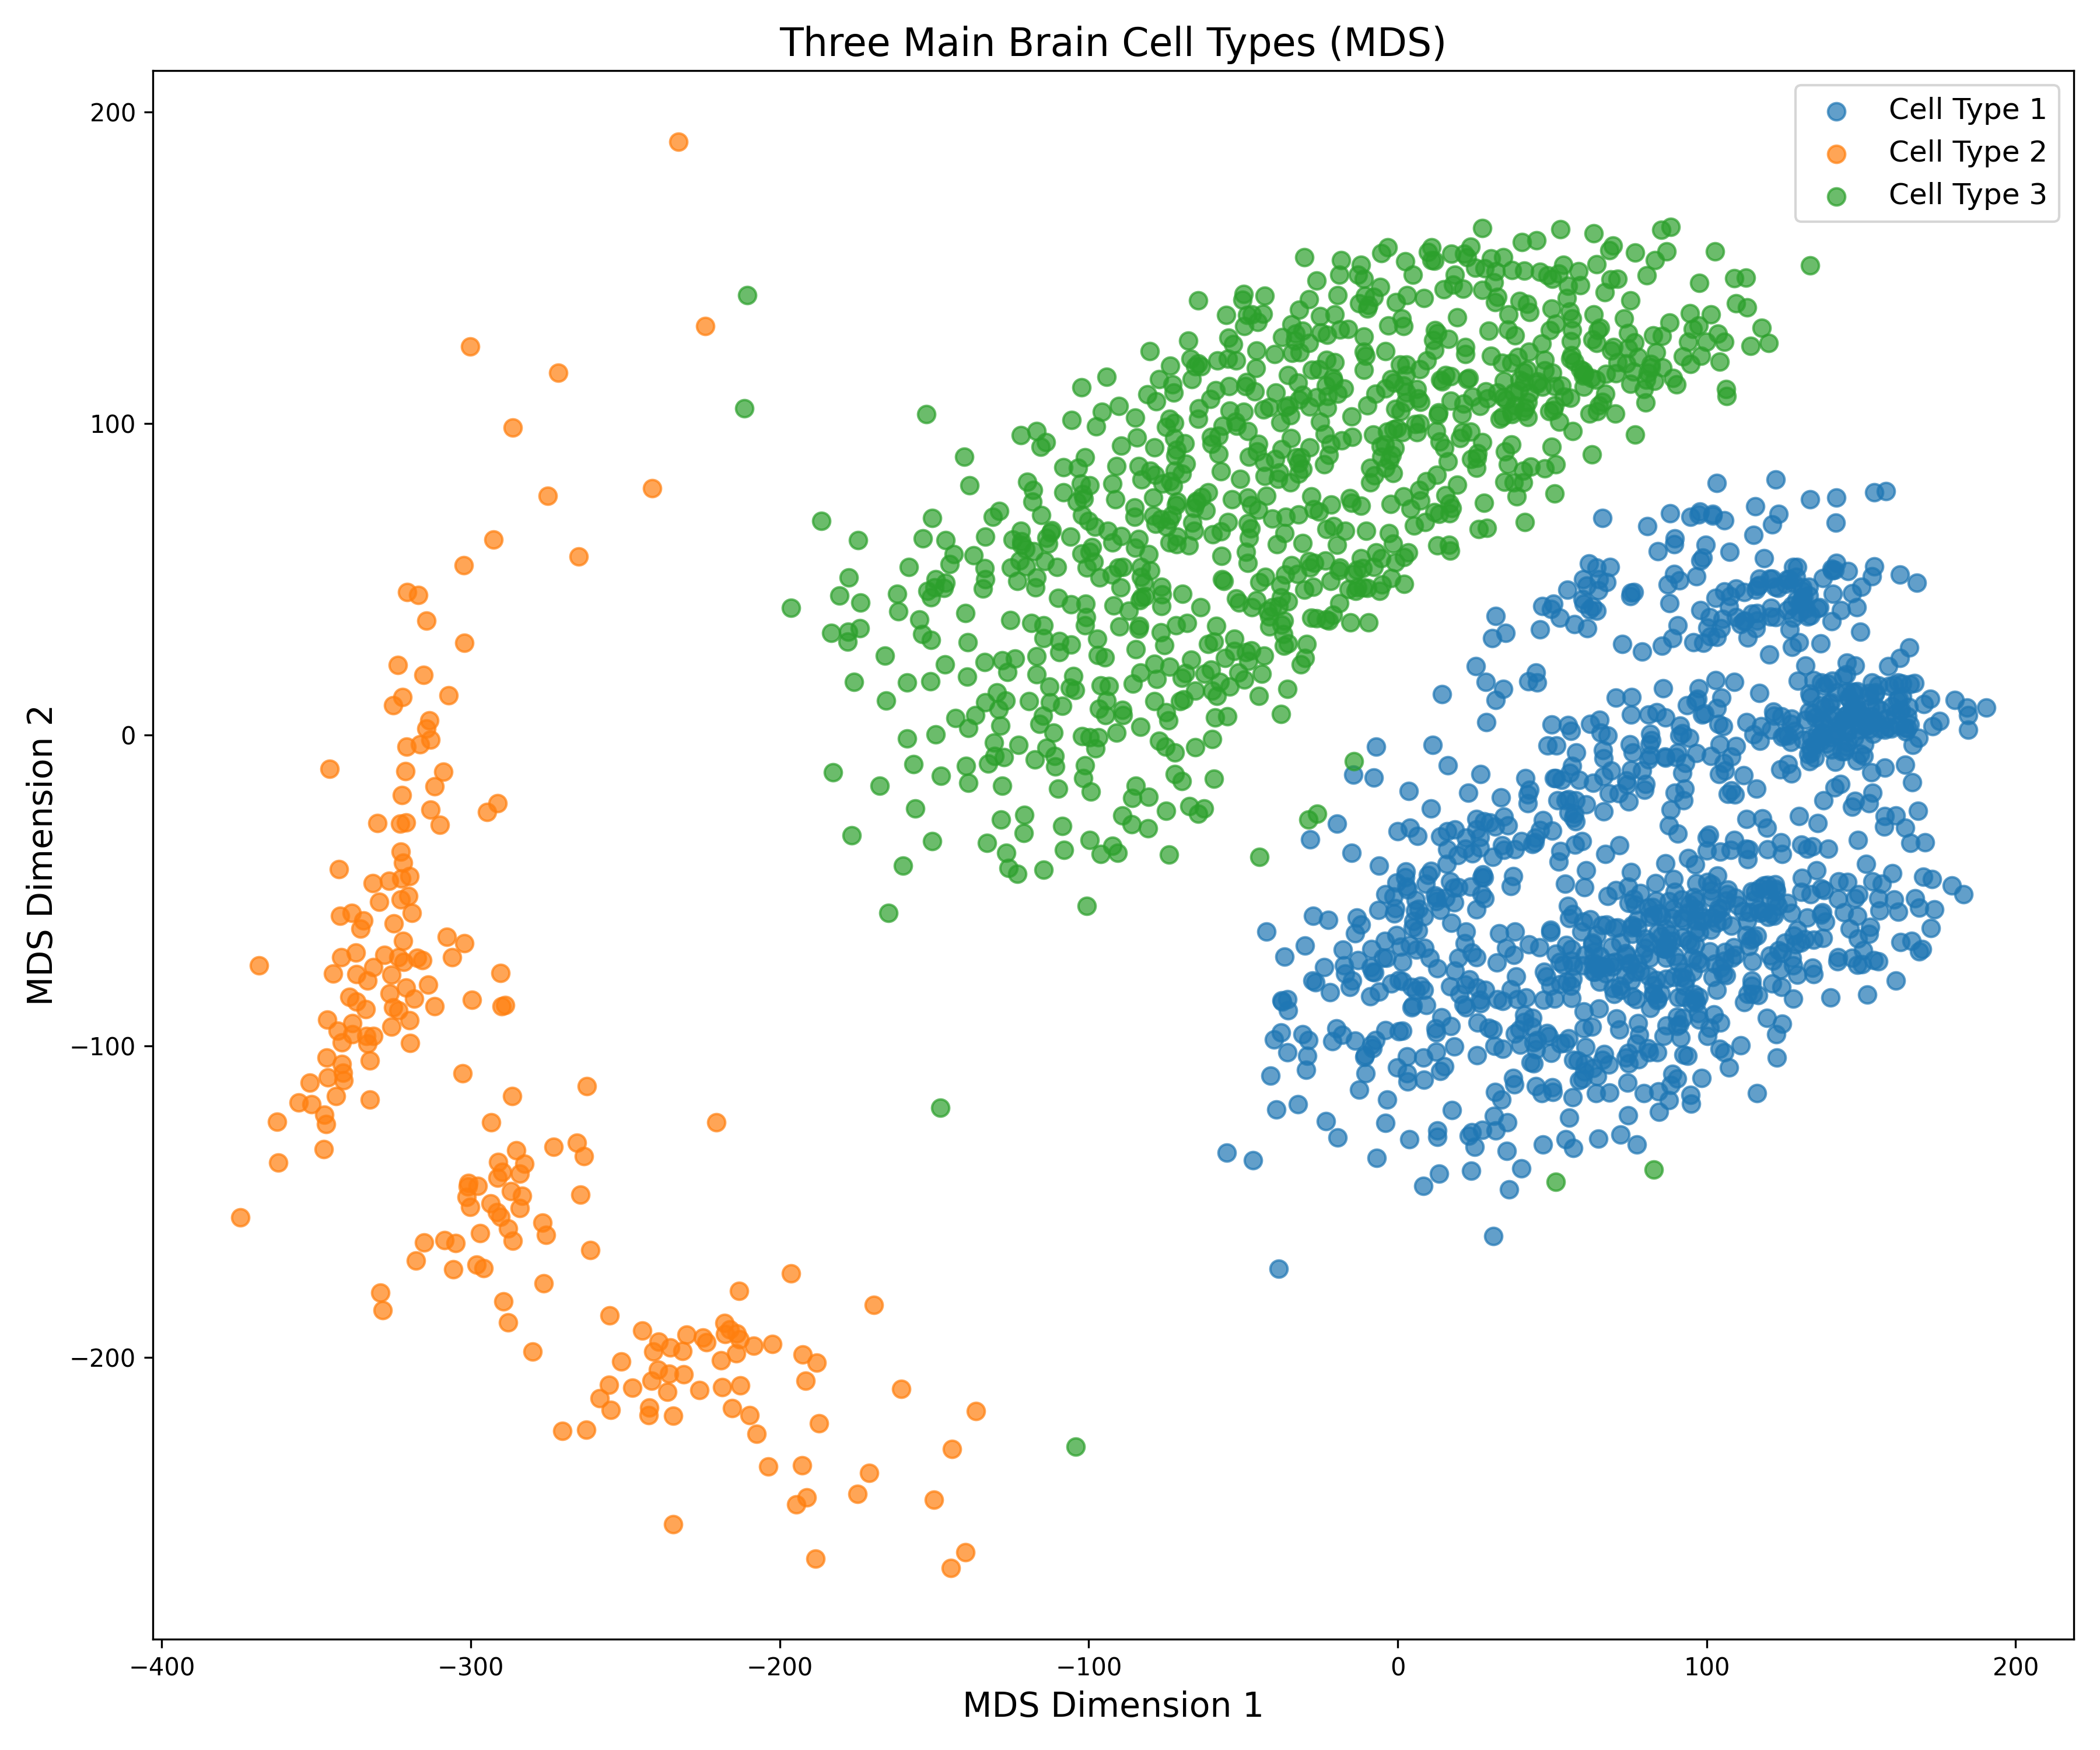 Three Main Brain Cell Types (MDS)
Cell Type 1
Cell Type 2
Cell Type 3
MDS Dimension 2
200
100
0
−100
−200
−400
−300
−200
−100
0
100
200
MDS Dimension 1